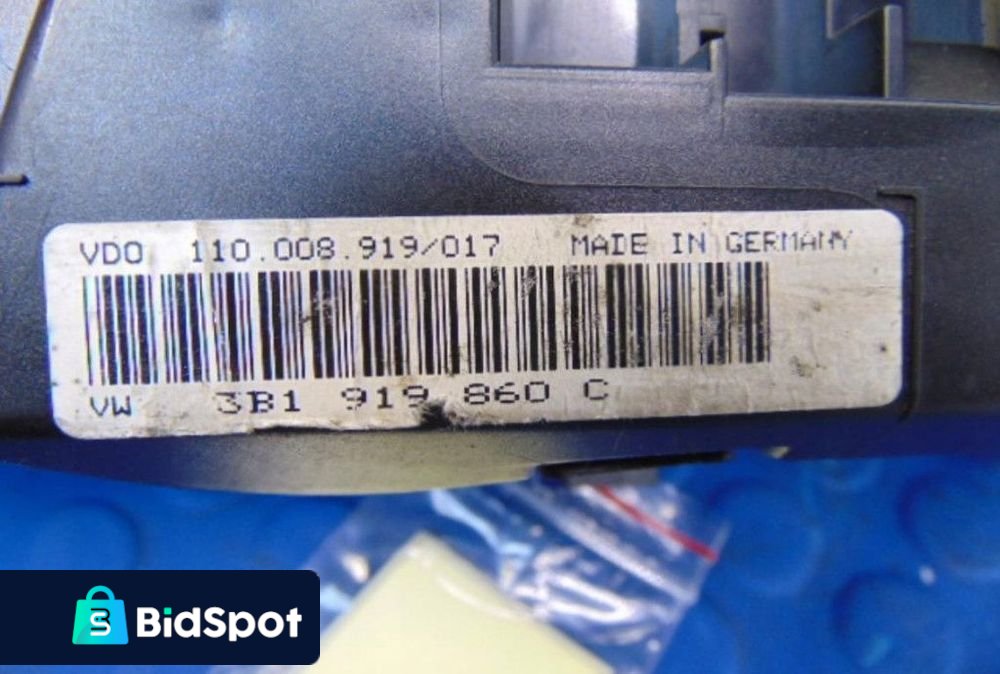 VDO 110.008.919/017 MADE IN GERMANY
VW 3B1 919 860 C
BidSpot